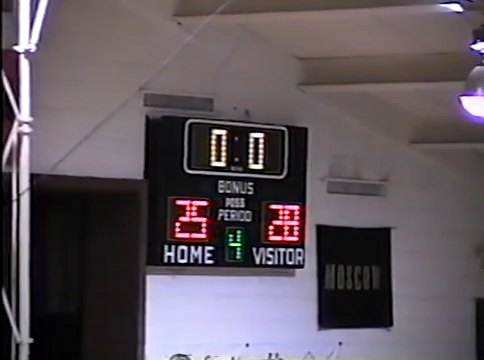 0:0
BONUS
POSS
PERIOD
25 4 28
HOME VISITOR
MOSCOW